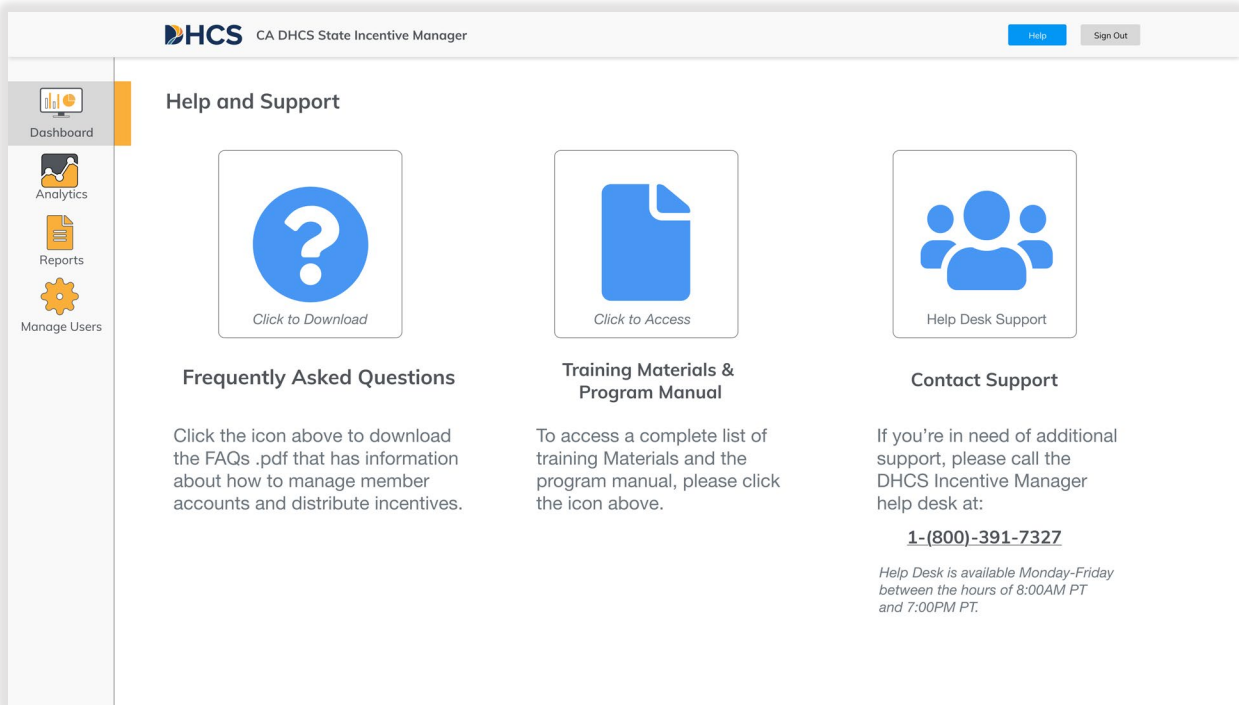 DHCS CA DHCS State Incentive Manager
Help
Sign Out
Dashboard
Analytics
Reports
Manage Users
Help and Support
Click to Download
Frequently Asked Questions
Click the icon above to download
the FAQs .pdf that has information
about how to manage member
accounts and distribute incentives.
Click to Access
Training Materials &
Program Manual
To access a complete list of
training Materials and the
program manual, please click
the icon above.
Help Desk Support
Contact Support
If you’re in need of additional
support, please call the
DHCS Incentive Manager
help desk at:
1-(800)-391-7327
Help Desk is available Monday-Friday
between the hours of 8:00AM PT
and 7:00PM PT.